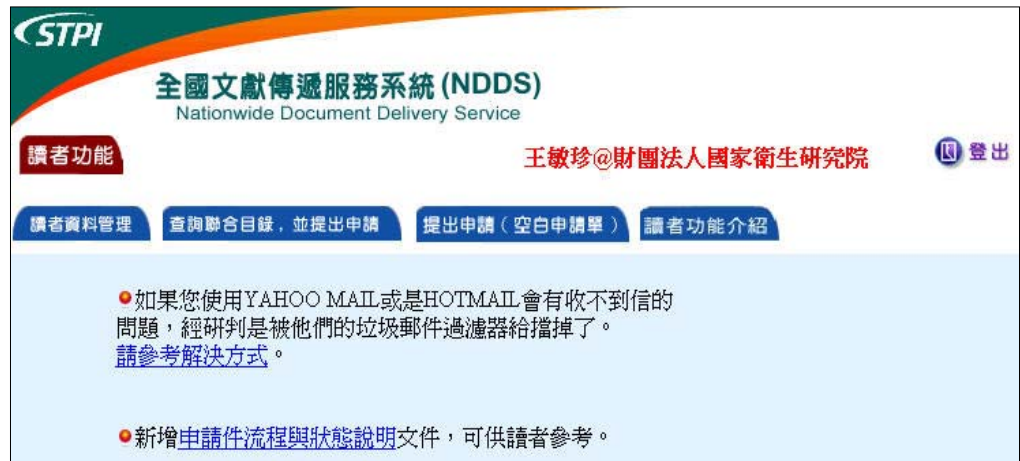 STPI
全國文獻傳遞服務系統 (NDDS)
Nationwide Document Delivery Service
讀者功能
王敏珍@財團法人國家衛生研究院
登出
讀者資料管理
查詢聯合目錄，並提出申請
提出申請（空白申請單）
讀者功能介紹
如果您使用YAHOO MAIL或是HOTMAIL會有收不到信的
問題，經研判是被他們的垃圾郵件過濾器給擋掉了。
請參考解決方式。
新增申請件流程與狀態說明文件，可供讀者參考。